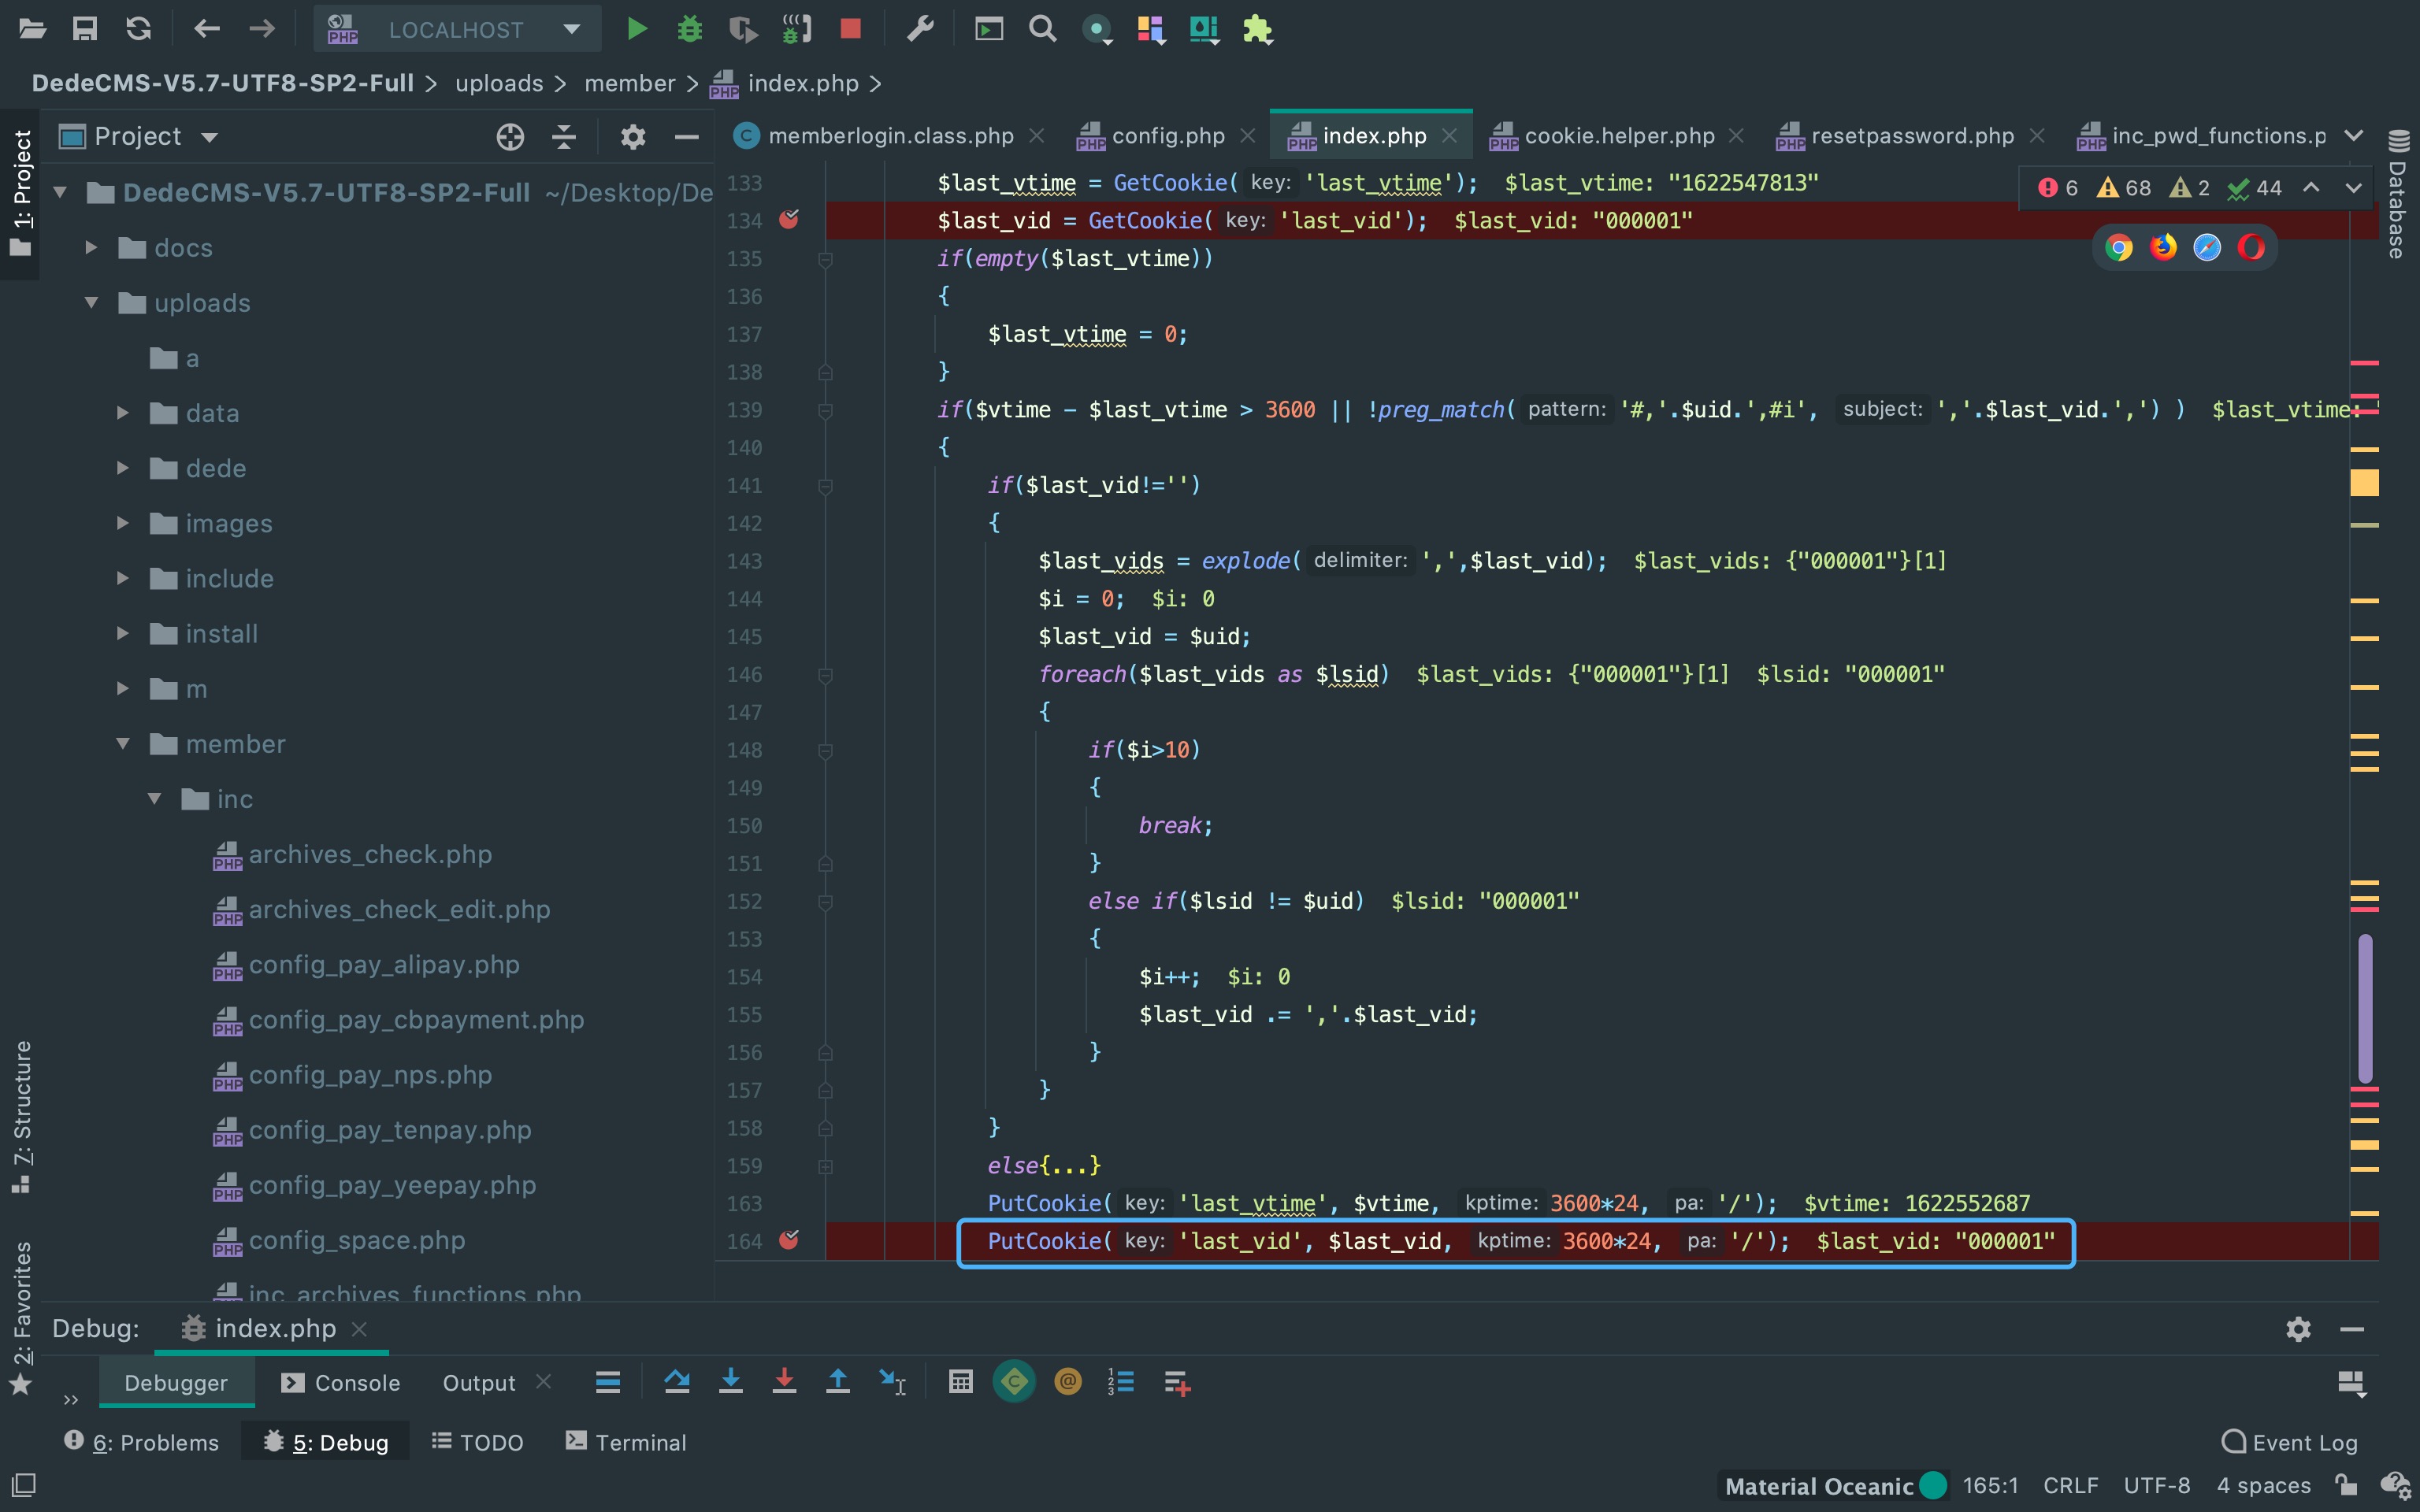 LOCALHOST
DedeCMS-V5.7-UTF8-SP2-Full > uploads > member > index.php >
1: Project
Project
DedeCMS-V5.7-UTF8-SP2-Full ~/Desktop/De
docs
uploads
a
data
dede
images
include
install
m
member
inc
archives_check.php
archives_check_edit.php
config_pay_alipay.php
config_pay_cbpayment.php
config_pay_nps.php
config_pay_tenpay.php
config_pay_yeepay.php
config_space.php
inc_archives_functions.php
7: Structure
2: Favorites
memberlogin.class.php config.php index.php cookie.helper.php resetpassword.php inc_pwd_functions.p
Database
6 68 2 44
133 $last_vtime = GetCookie( key: 'last_vtime'); $last_vtime: "1622547813"
134 $last_vid = GetCookie( key: 'last_vid'); $last_vid: "000001"
135 if(empty($last_vtime))
136 {
137 $last_vtime = 0;
138 }
139 if($vtime - $last_vtime > 3600 || !preg_match( pattern: '#,'.$uid.',#i', subject: ','.$last_vid.',') ) $last_vtime: "
140 {
141 if($last_vid!='')
142 {
143 $last_vids = explode( delimiter: ',',$last_vid); $last_vids: {"000001"}[1]
144 $i = 0; $i: 0
145 $last_vid = $uid;
146 foreach($last_vids as $lsid) $last_vids: {"000001"}[1] $lsid: "000001"
147 {
148 if($i>10)
149 {
150 break;
151 }
152 else if($lsid != $uid) $lsid: "000001"
153 {
154 $i++; $i: 0
155 $last_vid .= ','.$last_vid;
156 }
157 }
158 }
159 else{...}
163 PutCookie( key: 'last_vtime', $vtime, kptime: 3600*24, pa: '/'); $vtime: 1622552687
164 PutCookie( key: 'last_vid', $last_vid, kptime: 3600*24, pa: '/'); $last_vid: "000001"
Debug: index.php
Debugger Console Output
6: Problems 5: Debug TODO Terminal Event Log
Material Oceanic 165:1 CRLF UTF-8 4 spaces